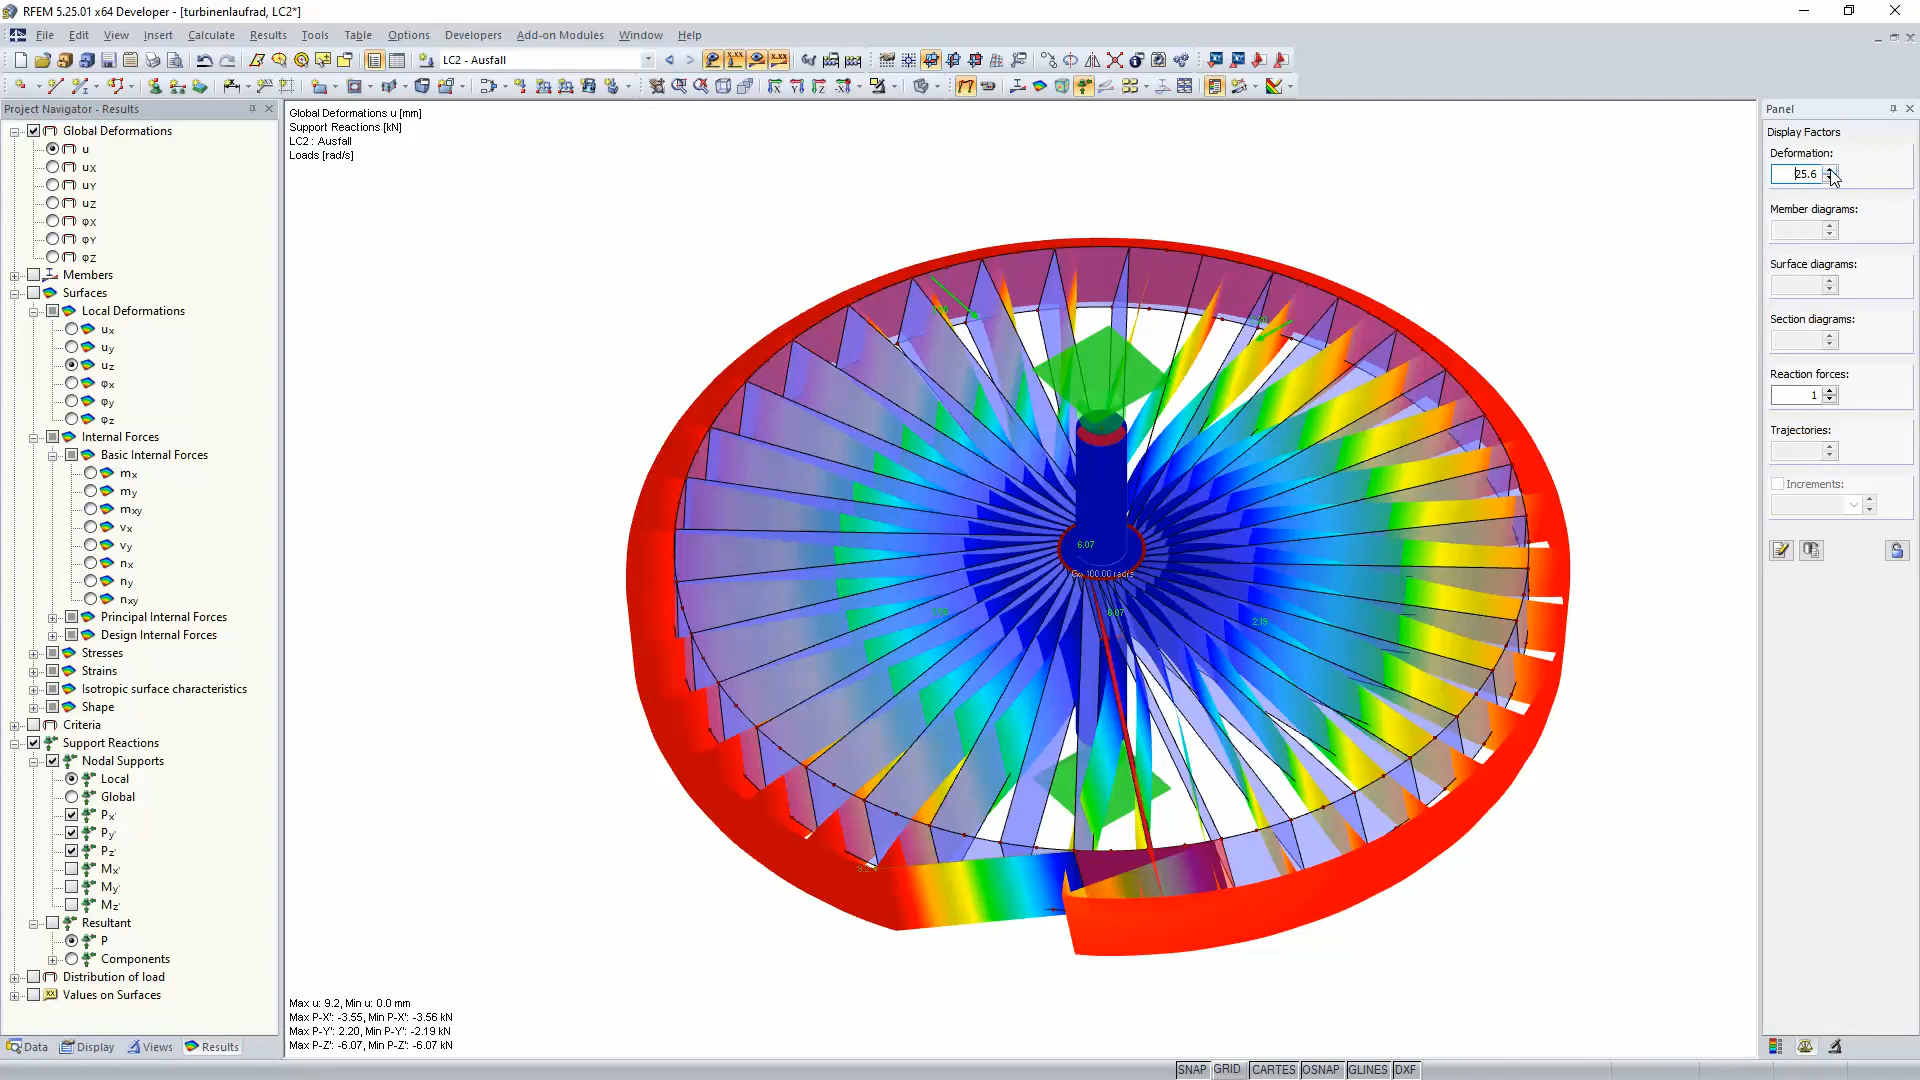 RFEM 5.25.01 x64 Developer - [turbinenlaufrad, LC2*]
File Edit View Insert Calculate Results Tools Table Options Developers Add-on Modules Window Help
LC2 - Ausfall
Project Navigator - Results
Global Deformations
u
uX
uY
uZ
φX
φY
φZ
Members
Surfaces
Local Deformations
ux
uy
uz
φx
φy
φz
Internal Forces
Basic Internal Forces
mx
my
mxy
vx
vy
nx
ny
nxy
Principal Internal Forces
Design Internal Forces
Stresses
Strains
Isotropic surface characteristics
Shape
Criteria
Support Reactions
Nodal Supports
Local
Global
Px'
Py'
Pz'
Mx'
My'
Mz'
Resultant
P
Components
Distribution of load
Values on Surfaces
Data Display Views Results
Global Deformations u [mm]
Support Reactions [kN]
LC2 : Ausfall
Loads [rad/s]
6.07
100.00 rad/s
6.07
2.19
9.2
Max u: 9.2, Min u: 0.0 mm
Max P-X': -3.55, Min P-X': -3.56 kN
Max P-Y': 2.20, Min P-Y': -2.19 kN
Max P-Z': -6.07, Min P-Z': -6.07 kN
Panel
Display Factors
Deformation:
25.6
Member diagrams:
Surface diagrams:
Section diagrams:
Reaction forces:
1
Trajectories:
Increments:
SNAP GRID CARTES OSNAP GLINES DXF